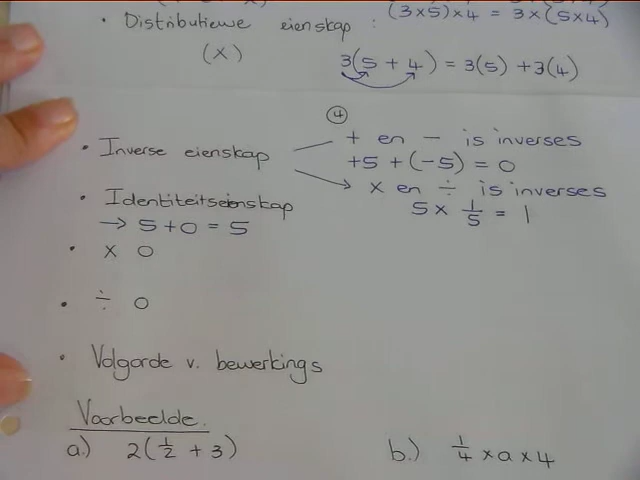 (3×5)×4 = 3×(5×4)
• Distributiewe eienskap :
(×)
3(5 + 4) = 3(5) + 3(4)
④
• Inverse eienskap
+ en − is inverses
+5 + (−5) = 0
× en ÷ is inverses
5 × 1/5 = 1
• Identiteitseienskap
→ 5 + 0 = 5
• × 0
• ÷ 0
• Volgorde v. bewerkings
Voorbeelde.
a.) 2(1/2 + 3)
b.) 1/4 × a × 4